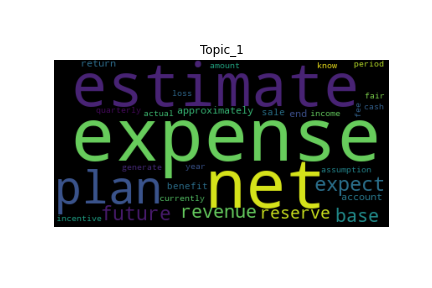 Topic_1
return amount know period
estimate
loss fair
quarterly actual approximately sale end income fee cash
expense
generate year assumption
plan net expect
benefit account
currently
incentive future revenue reserve base